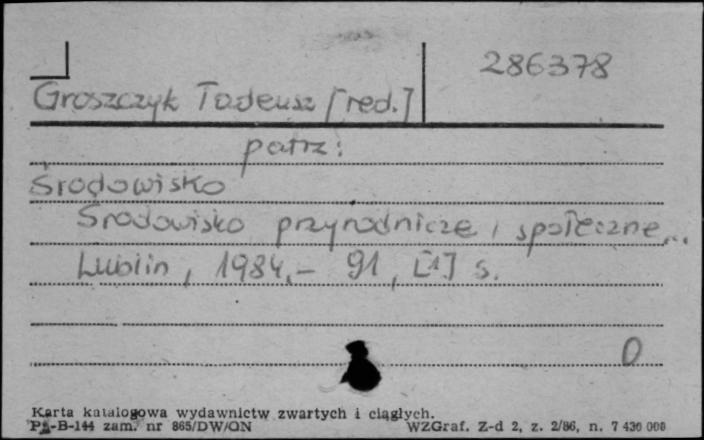 286378
Groszczyk Tadeusz [red.]
patrz:
Środowisko
Środowisko przyrodnicze i społeczne...
Lublin, 1984.- 91, [1] s.
0
Karta katalogowa wydawnictw zwartych i ciągłych.
Pu-B-144 zam. nr 865/DW/ON WZGraf. Z-d 2, z. 2/86, n. 7 430 000